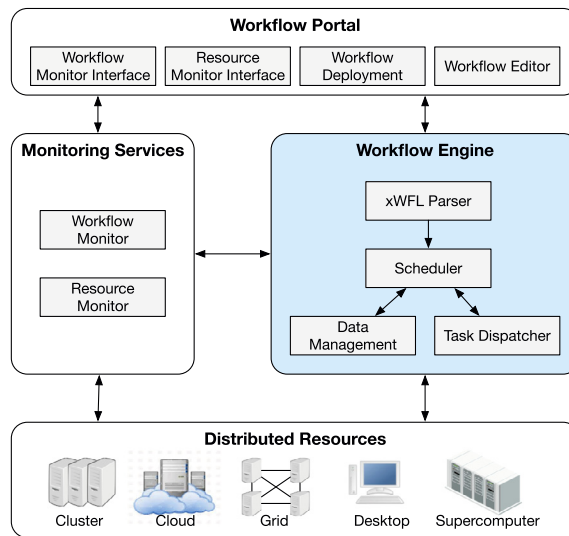 Workflow Portal
Workflow
Monitor Interface
Resource
Monitor Interface
Workflow
Deployment
Workflow Editor
Monitoring Services
Workflow
Monitor
Resource
Monitor
Workflow Engine
xWFL Parser
Scheduler
Data
Management
Task Dispatcher
Distributed Resources
Cluster
Cloud
Grid
Desktop
Supercomputer